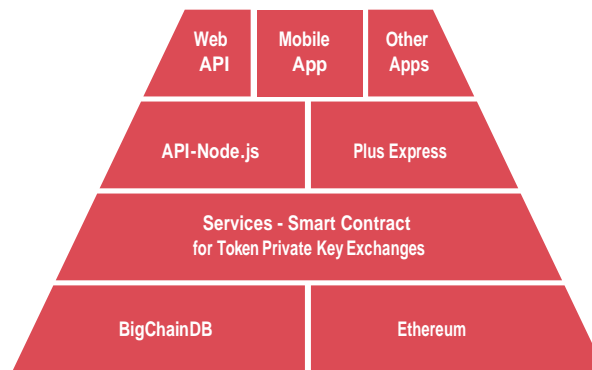 Web
API
Mobile
App
Other
Apps
API-Node.js
Plus Express
Services - Smart Contract
for Token Private Key Exchanges
BigChainDB
Ethereum